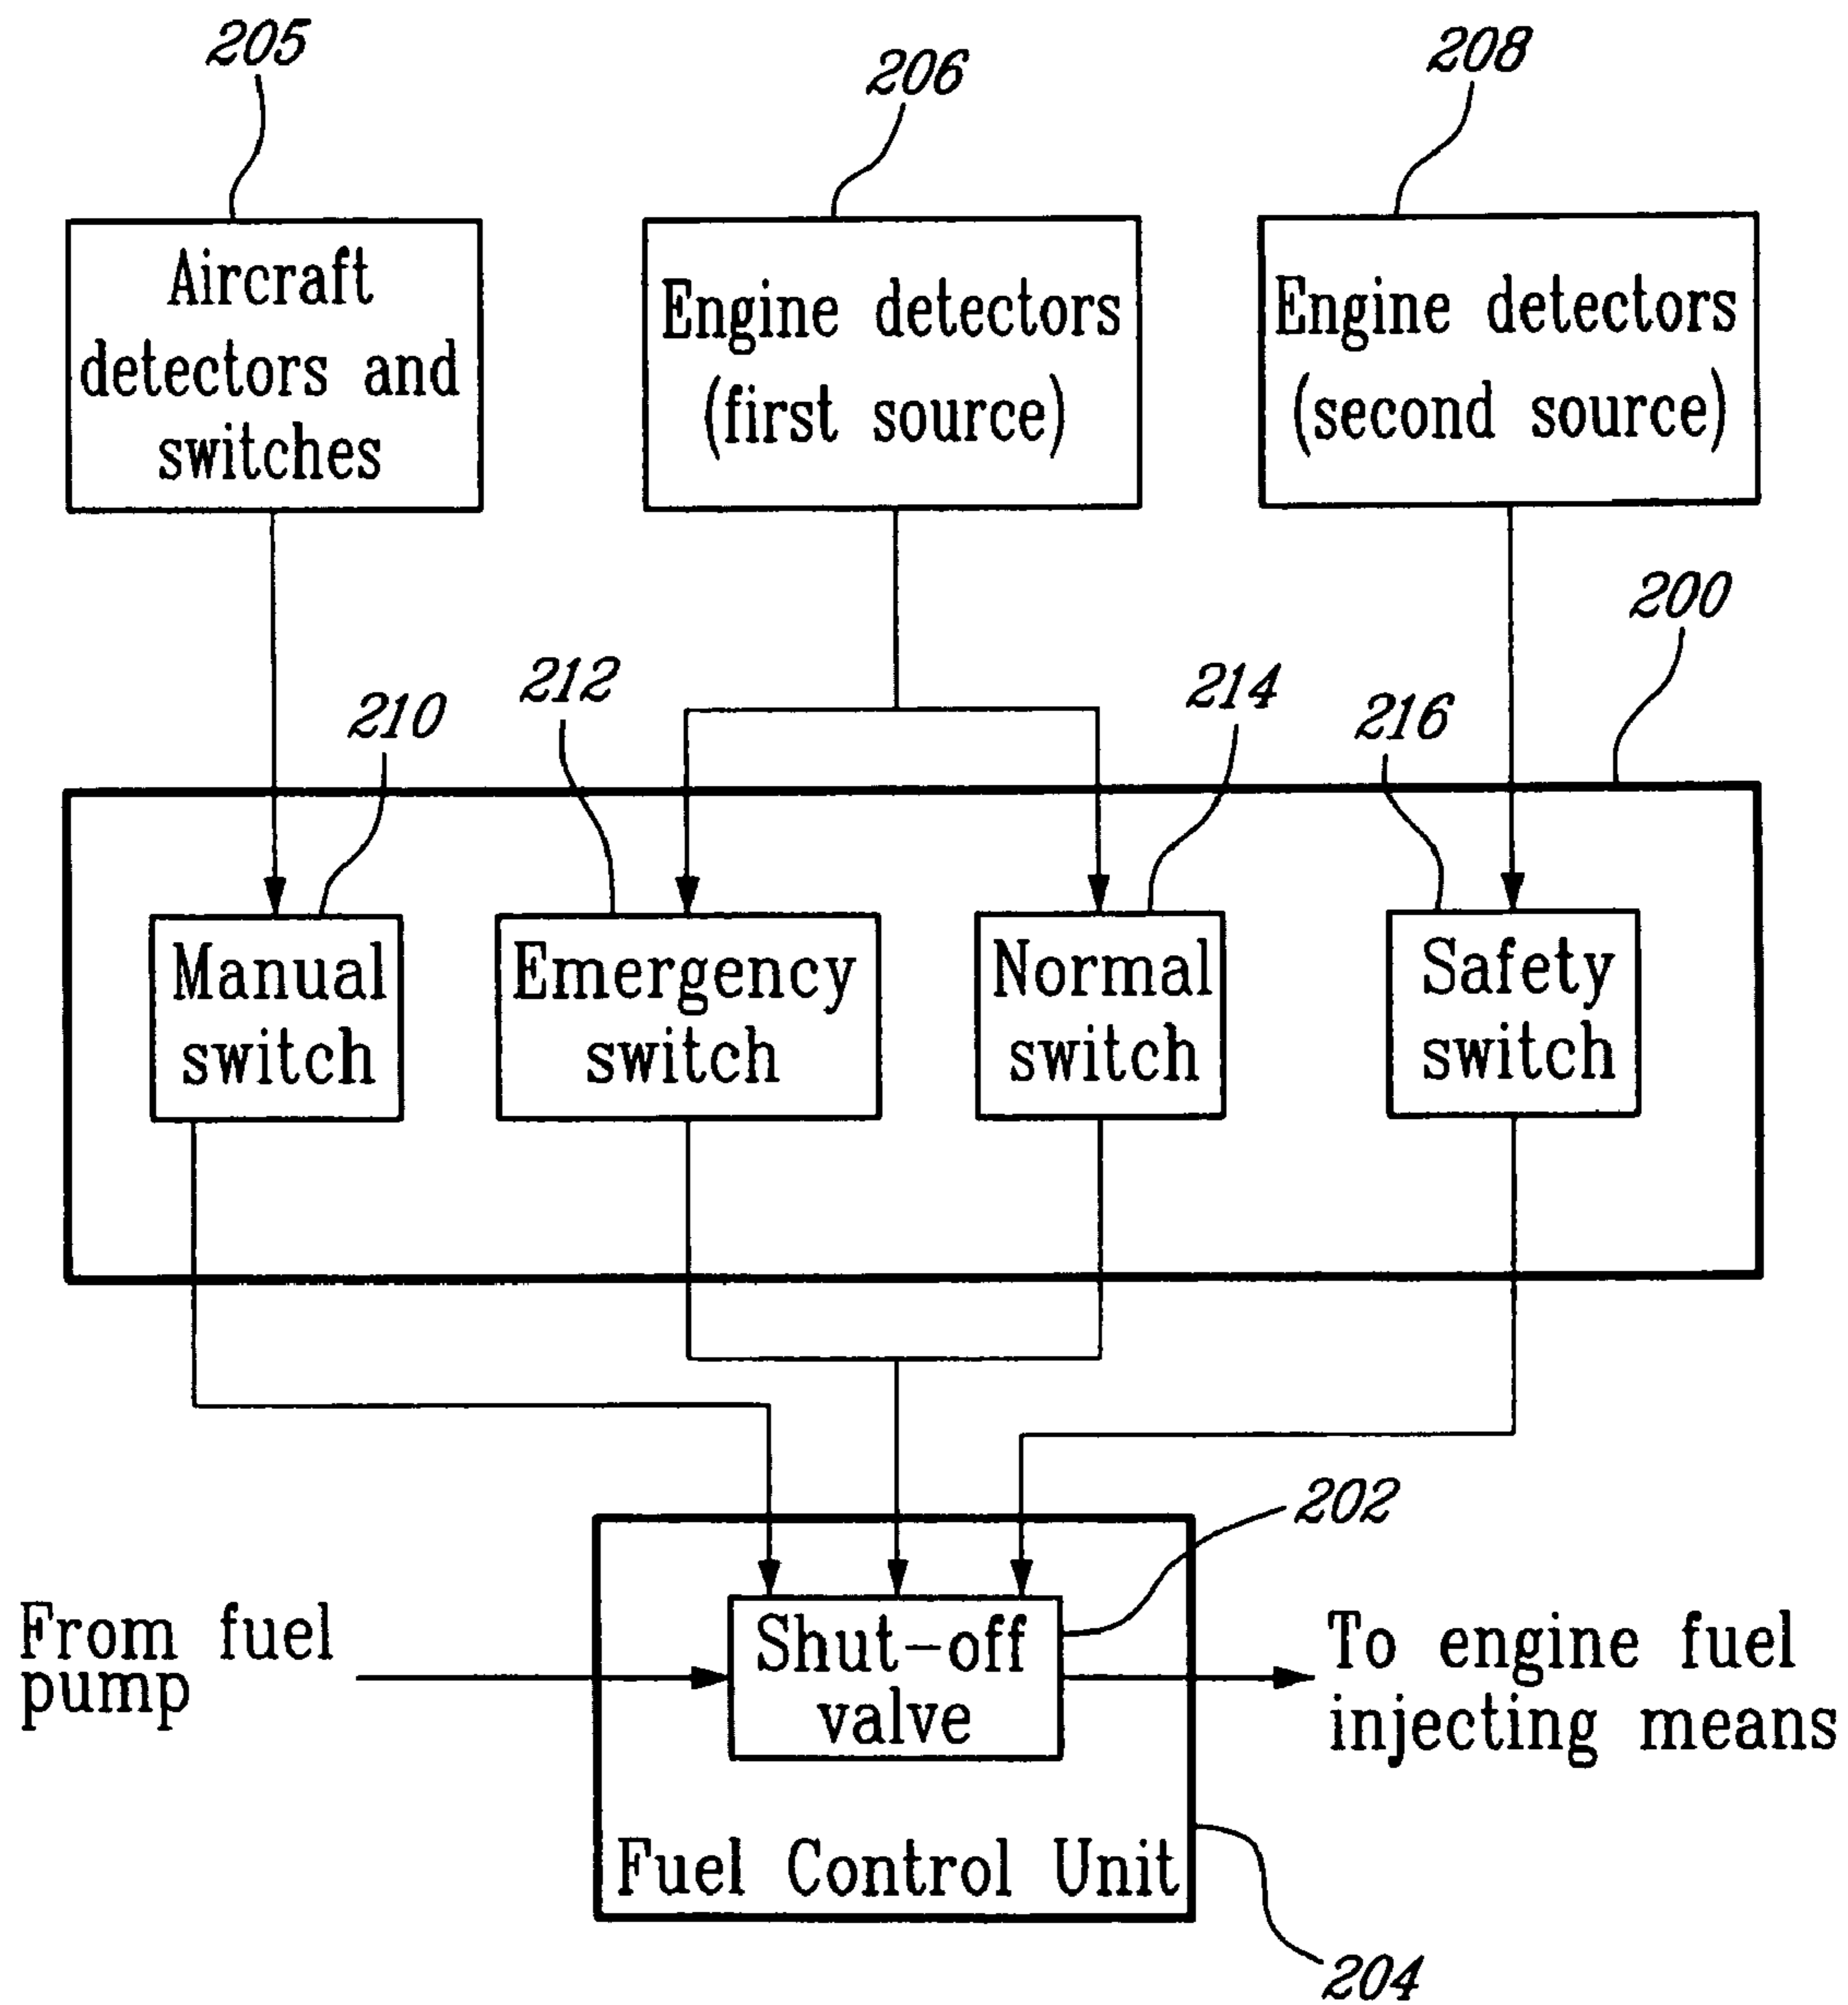 205
206
208
Aircraft
detectors and
switches
Engine detectors
(first source)
Engine detectors
(second source)
200
210
212
214
216
Manual
switch
Emergency
switch
Normal
switch
Safety
switch
202
From fuel
pump
Shut-off
valve
To engine fuel
injecting means
Fuel Control Unit
204